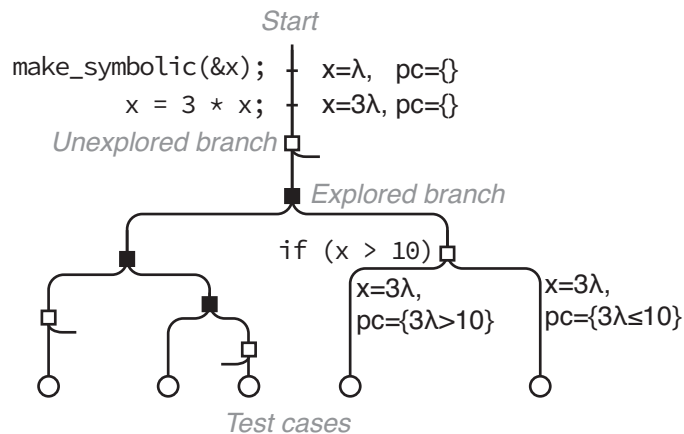 Start
make_symbolic(&x); x=λ, pc={}
x = 3 * x; x=3λ, pc={}
Unexplored branch
Explored branch
if (x > 10)
x=3λ,
pc={3λ>10}
x=3λ,
pc={3λ≤10}
Test cases